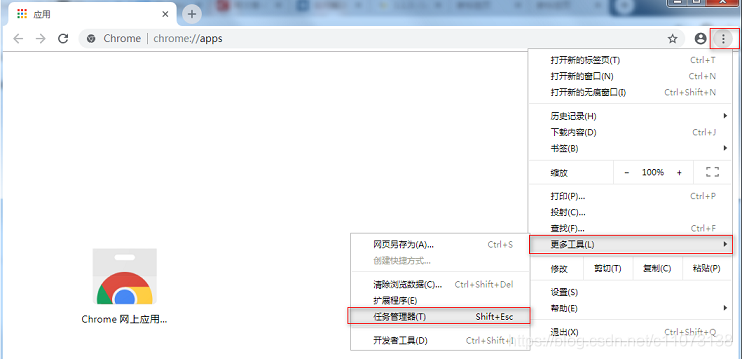 应用
Chrome | chrome://apps
打开新的标签页(T) Ctrl+T
打开新的窗口(N) Ctrl+N
打开新的无痕窗口(I) Ctrl+Shift+N
历史记录(H)
下载内容(D) Ctrl+J
书签(B)
缩放 - 100% +
打印(P)... Ctrl+P
投射(C)...
查找(F)... Ctrl+F
更多工具(L)
修改 剪切(T) 复制(C) 粘贴(P)
设置(S)
帮助(E)
退出(X) Ctrl+Shift+Q
网页另存为(A)... Ctrl+S
创建快捷方式...
清除浏览数据(C)... Ctrl+Shift+Del
扩展程序(E)
任务管理器(T) Shift+Esc
开发者工具(D) Ctrl+Shift+I
Chrome 网上应用...